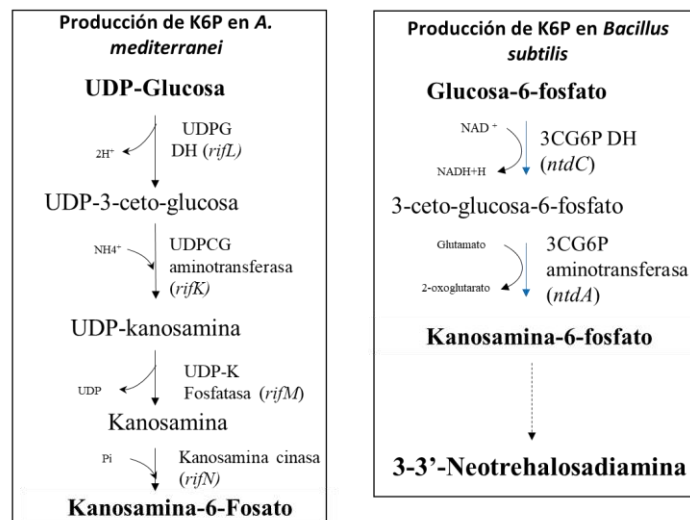 Producción de K6P en A.
mediterranei
UDP-Glucosa
UDPG
DH (rifL)
2H⁺
UDP-3-ceto-glucosa
NH4⁺
UDPCG
aminotransferasa
(rifK)
UDP-kanosamina
UDP
UDP-K
Fosfatasa (rifM)
Kanosamina
Pi
Kanosamina cinasa
(rifN)
Kanosamina-6-Fosato
Producción de K6P en Bacillus
subtilis
Glucosa-6-fosfato
NAD ⁺
3CG6P DH
(ntdC)
NADH+H
3-ceto-glucosa-6-fosfato
Glutamato
3CG6P
aminotransferasa
(ntdA)
2-oxoglutarato
Kanosamina-6-fosfato
3-3’-Neotrehalosadiamina